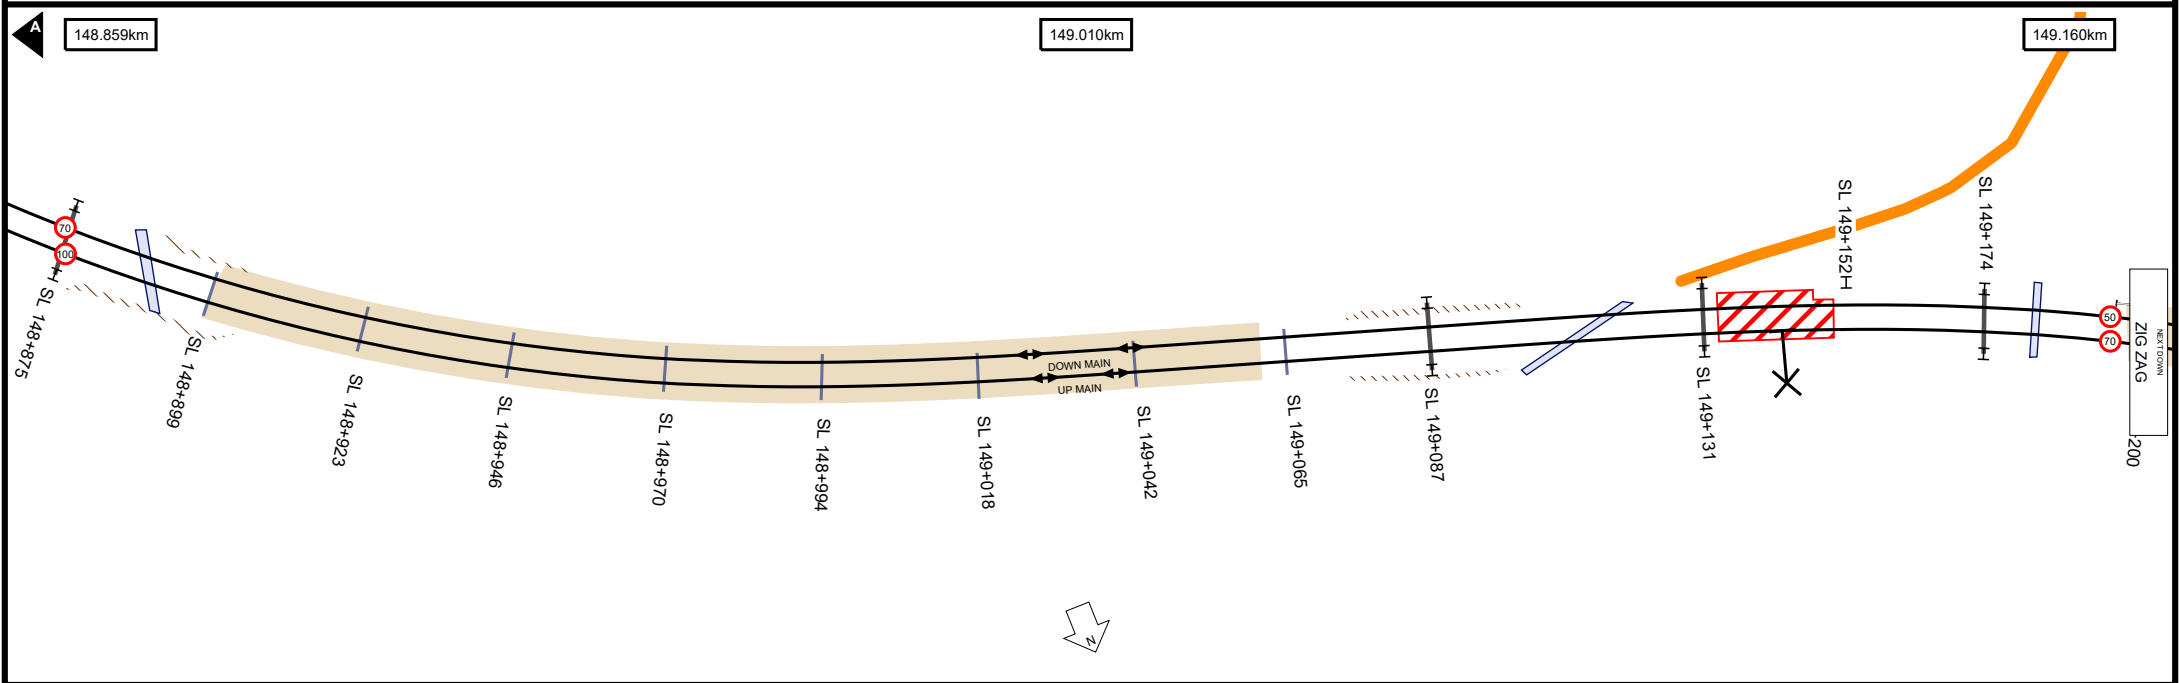 A
148.859km
149.010km
149.160km
70
100
SL 148+875
SL 148+899
SL 148+923
SL 148+946
SL 148+970
SL 148+994
SL 149+018
DOWN MAIN
UP MAIN
SL 149+042
SL 149+065
SL 149+087
SL 149+131
SL 149+152H
SL 149+174
50
70
NEXT DOWN
ZIG ZAG
200
N